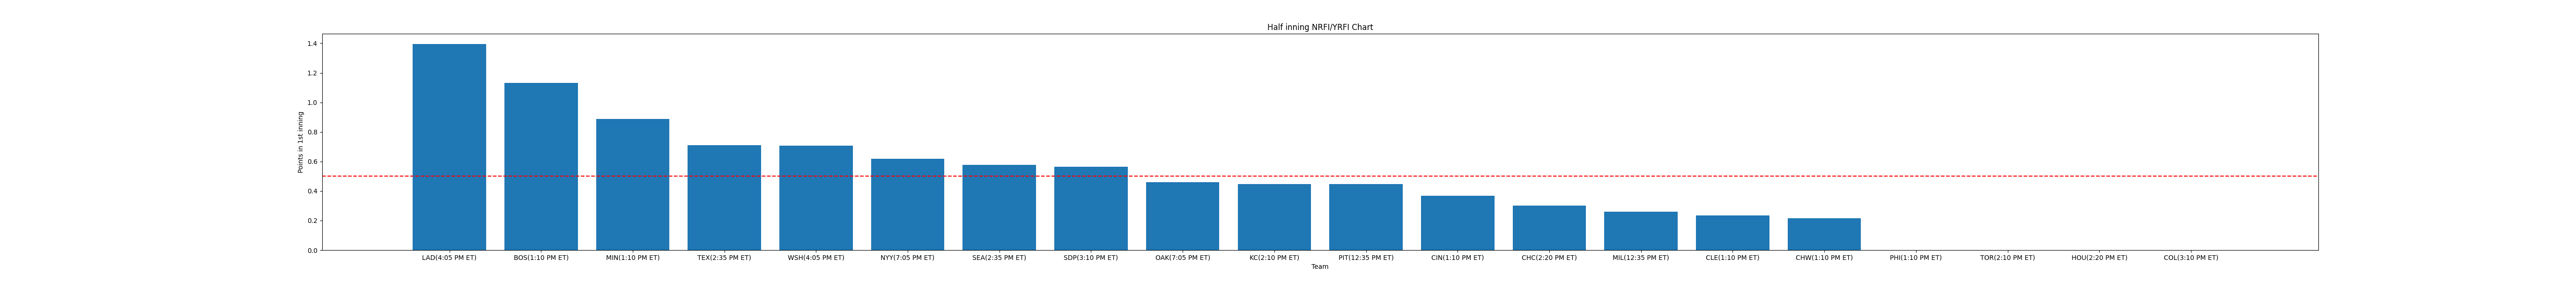 Half inning NRFI/YRFI Chart
Points in 1st inning
1.4
1.2
1.0
0.8
0.6
0.4
0.2
0.0
LAD(4:05 PM ET) BOS(1:10 PM ET) MIN(1:10 PM ET) TEX(2:35 PM ET) WSH(4:05 PM ET) NYY(7:05 PM ET) SEA(2:35 PM ET) SDP(3:10 PM ET) OAK(7:05 PM ET) KC(2:10 PM ET) PIT(12:35 PM ET) CIN(1:10 PM ET) CHC(2:20 PM ET) MIL(12:35 PM ET) CLE(1:10 PM ET) CHW(1:10 PM ET) PHI(1:10 PM ET) TOR(2:10 PM ET) HOU(2:20 PM ET) COL(3:10 PM ET)
Team